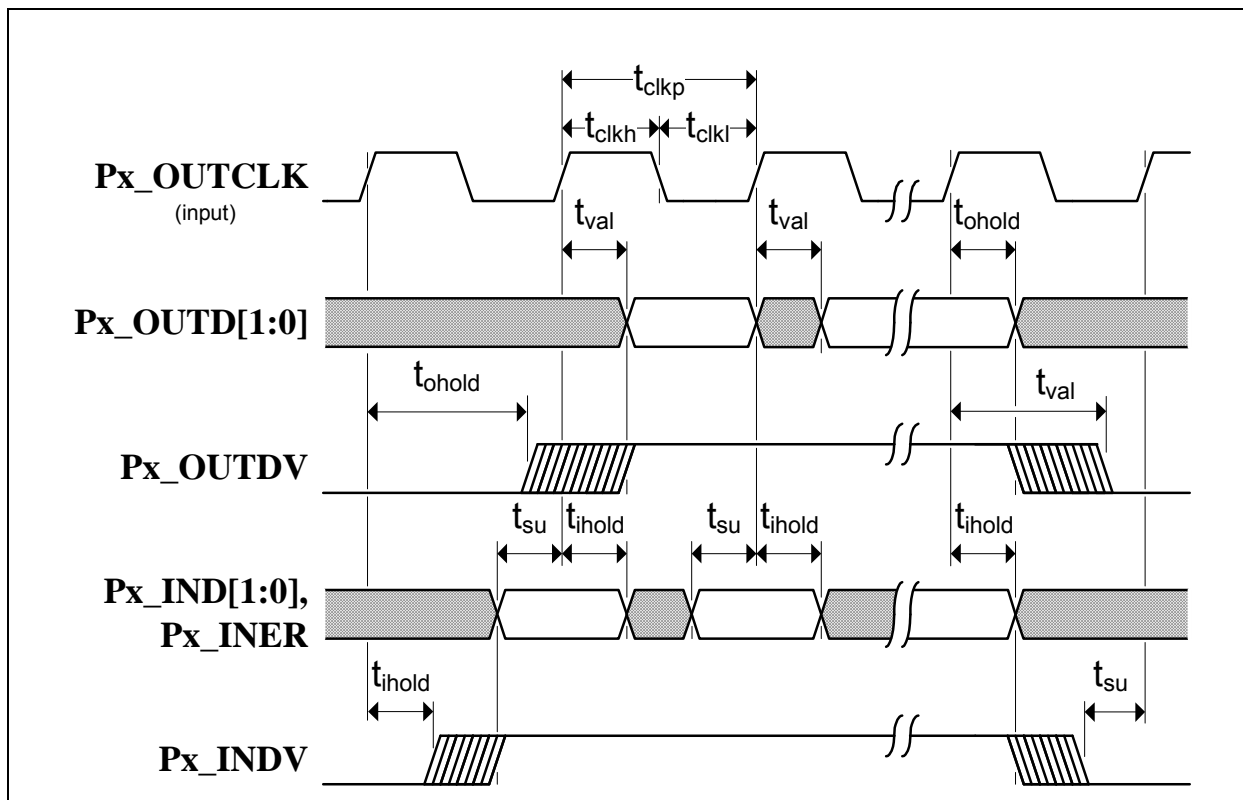 tclkp
tclkh tclkl
Px_OUTCLK
(input)
tval tval tohold
Px_OUTD[1:0]
tohold tval
Px_OUTDV
tsu tihold tsu tihold tihold
Px_IND[1:0],
Px_INER
tihold tsu
Px_INDV